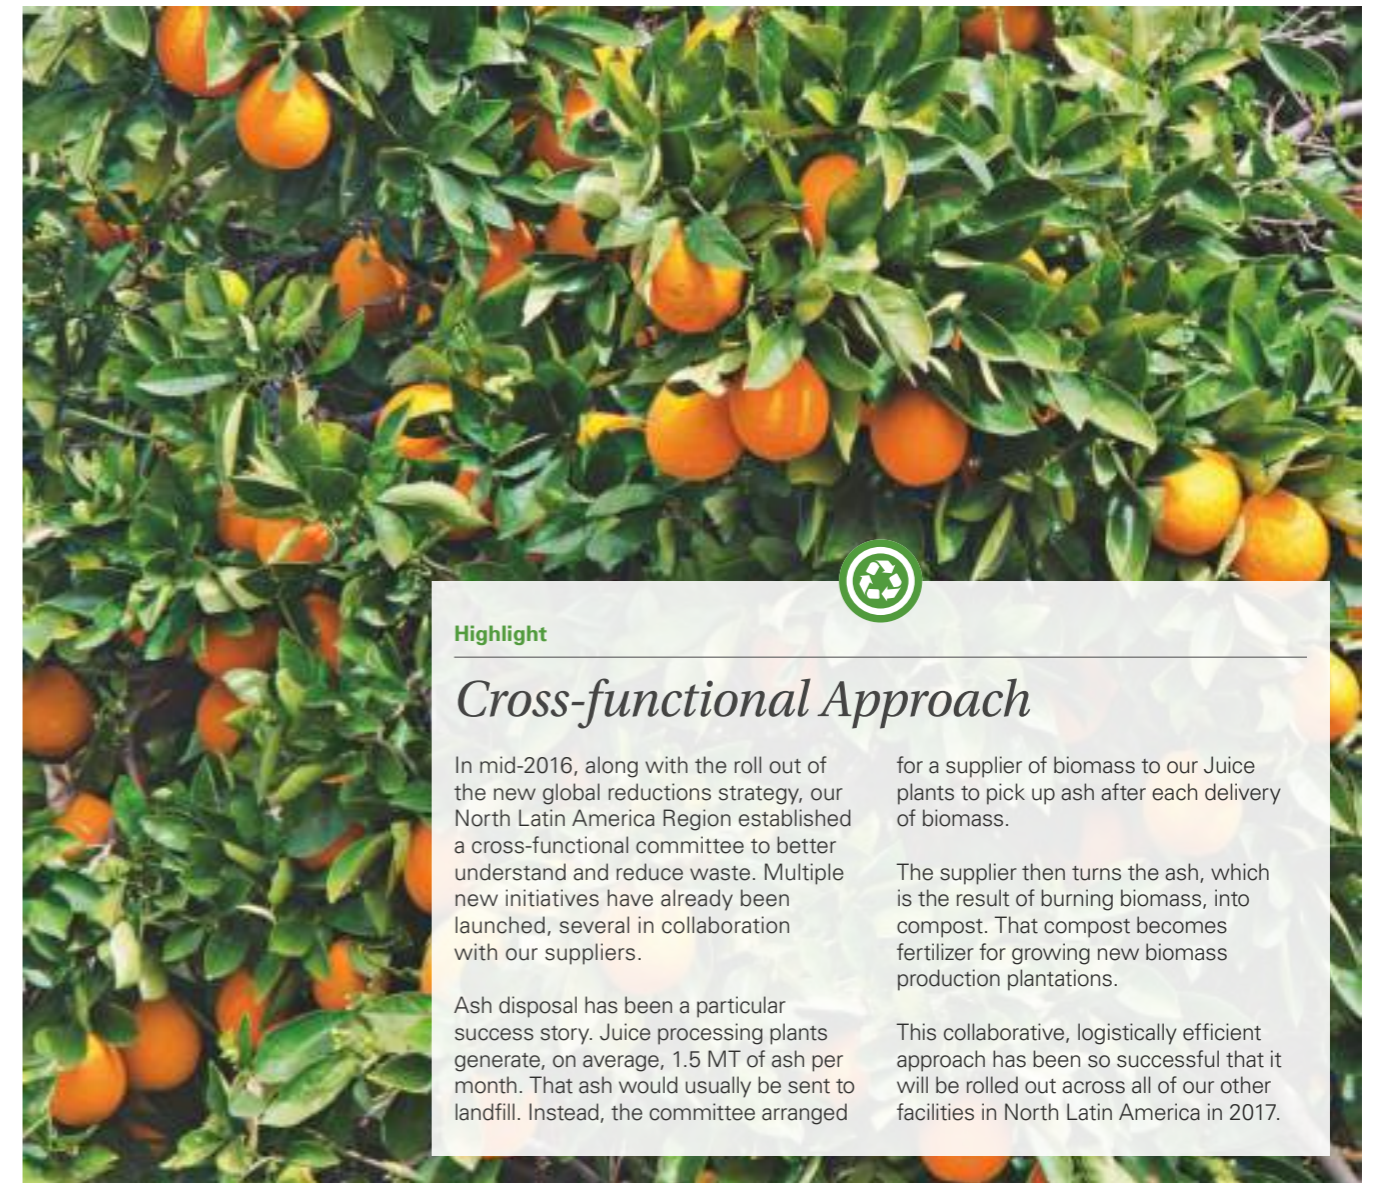 Highlight
Cross-functional Approach
In mid-2016, along with the roll out of
the new global reductions strategy, our
North Latin America Region established
a cross-functional committee to better
understand and reduce waste. Multiple
new initiatives have already been
launched, several in collaboration
with our suppliers.
Ash disposal has been a particular
success story. Juice processing plants
generate, on average, 1.5 MT of ash per
month. That ash would usually be sent to
landfill. Instead, the committee arranged
for a supplier of biomass to our Juice
plants to pick up ash after each delivery
of biomass.
The supplier then turns the ash, which
is the result of burning biomass, into
compost. That compost becomes
fertilizer for growing new biomass
production plantations.
This collaborative, logistically efficient
approach has been so successful that it
will be rolled out across all of our other
facilities in North Latin America in 2017.